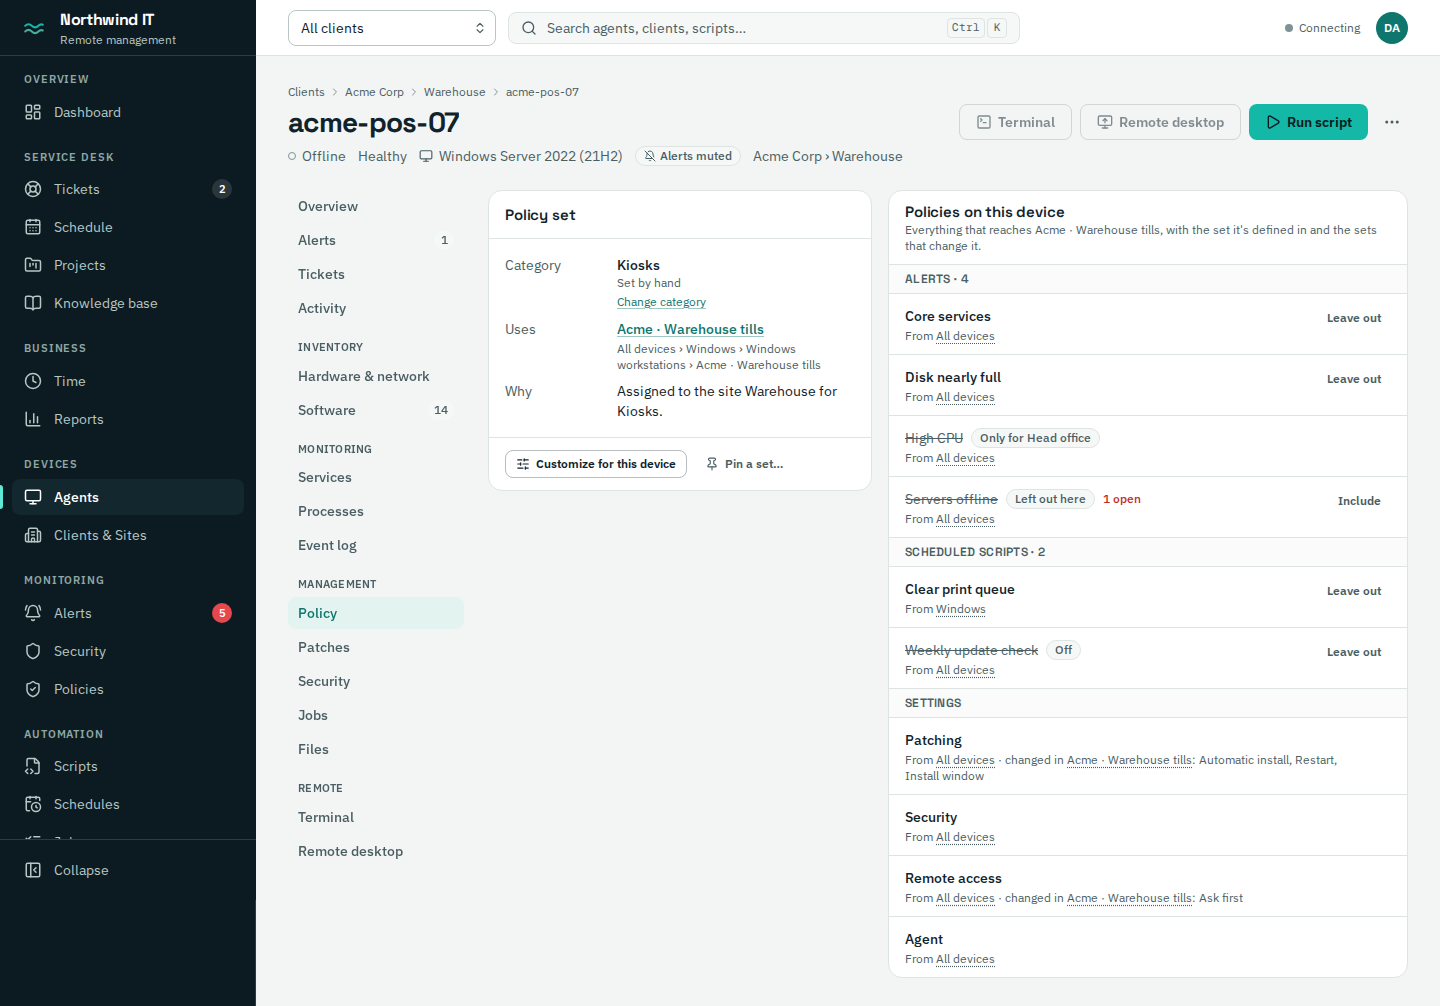 Northwind IT
Remote management
All clients
Search agents, clients, scripts...
Ctrl K
Connecting
DA
OVERVIEW
Dashboard
SERVICE DESK
Tickets 2
Schedule
Projects
Knowledge base
BUSINESS
Time
Reports
DEVICES
Agents
Clients & Sites
MONITORING
Alerts 5
Security
Policies
AUTOMATION
Scripts
Schedules
Collapse
Clients > Acme Corp > Warehouse > acme-pos-07
acme-pos-07
Terminal
Remote desktop
Run script
Offline Healthy Windows Server 2022 (21H2) Alerts muted Acme Corp › Warehouse
Overview
Alerts 1
Tickets
Activity
INVENTORY
Hardware & network
Software 14
MONITORING
Services
Processes
Event log
MANAGEMENT
Policy
Patches
Security
Jobs
Files
REMOTE
Terminal
Remote desktop
Policy set
Category Kiosks
Set by hand
Change category
Uses Acme · Warehouse tills
All devices › Windows › Windows
workstations › Acme · Warehouse tills
Why Assigned to the site Warehouse for
Kiosks.
Customize for this device
Pin a set...
Policies on this device
Everything that reaches Acme · Warehouse tills, with the set it's defined in and the sets
that change it.
ALERTS · 4
Core services Leave out
From All devices
Disk nearly full Leave out
From All devices
High CPU Only for Head office
From All devices
Servers offline Left out here 1 open Include
From All devices
SCHEDULED SCRIPTS · 2
Clear print queue Leave out
From Windows
Weekly update check Off Leave out
From All devices
SETTINGS
Patching
From All devices · changed in Acme · Warehouse tills: Automatic install, Restart,
Install window
Security
From All devices
Remote access
From All devices · changed in Acme · Warehouse tills: Ask first
Agent
From All devices